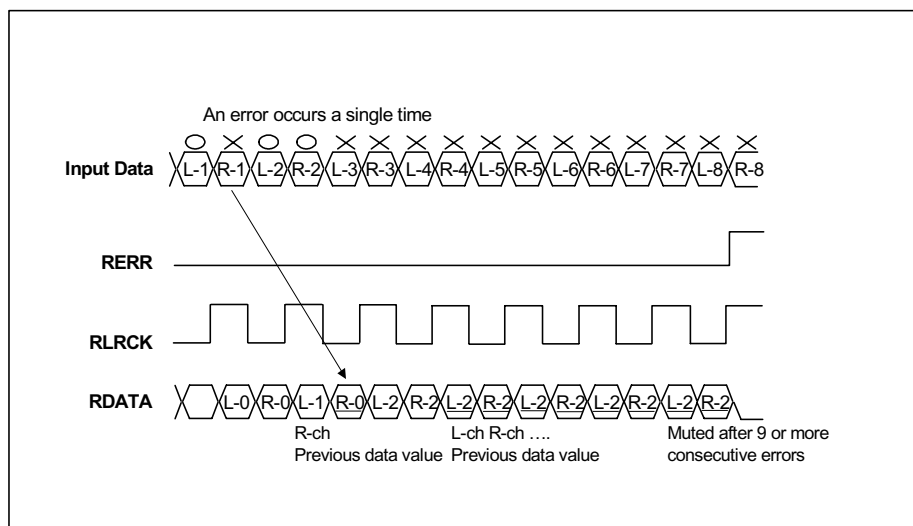 An error occurs a single time
Input Data L-1 R-1 L-2 R-2 L-3 R-3 L-4 R-4 L-5 R-5 L-6 R-6 L-7 R-7 L-8 R-8
RERR
RLRCK
RDATA L-0 R-0 L-1 R-0 L-2 R-2 L-2 R-2 L-2 R-2 L-2 R-2 L-2 R-2
R-ch
Previous data value
L-ch R-ch ….
Previous data value
Muted after 9 or more
consecutive errors